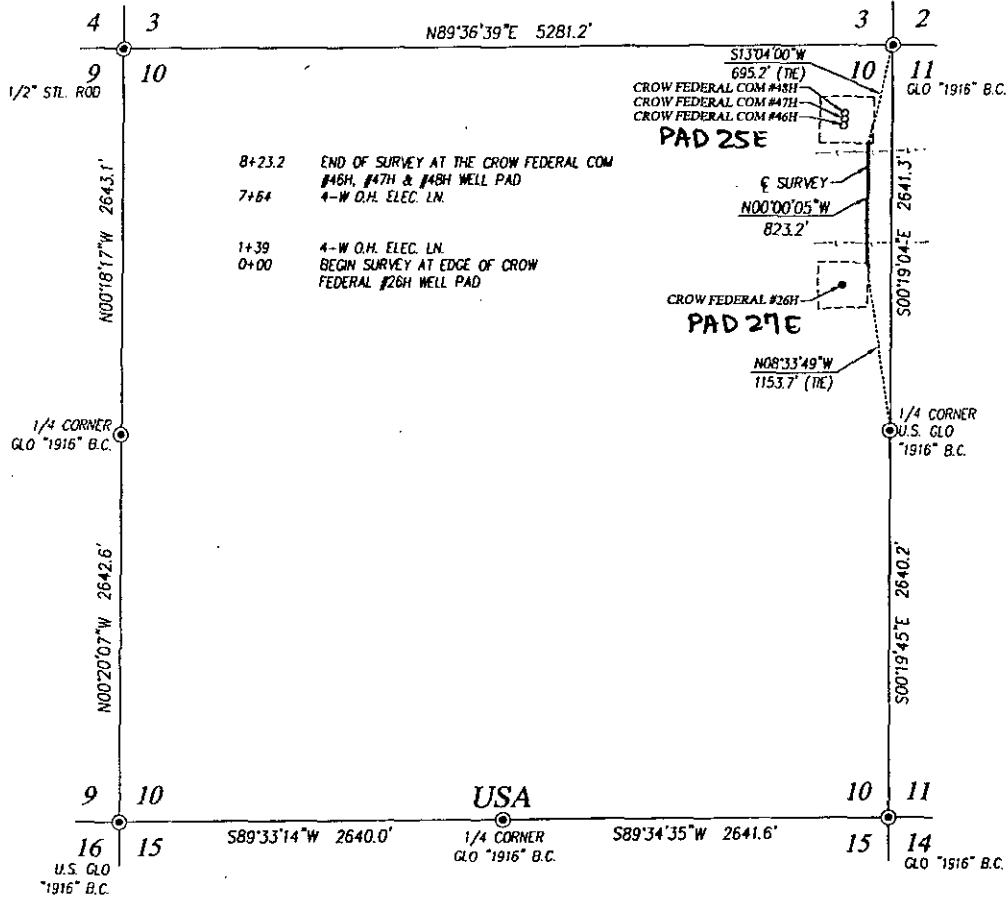 4 3
N89°36'39"E 5281.2'
3 2
9 10
1/2" STL. ROD
S13°04'00"W
695.2' (TIE)
10 11
GLO "1916" B.C.
CROW FEDERAL COM #48H
CROW FEDERAL COM #47H
CROW FEDERAL COM #46H
PAD 25E
8+23.2 END OF SURVEY AT THE CROW FEDERAL COM
#46H, #47H & #48H WELL PAD
7+64 4-W O.H. ELEC. LN.
1+39 4-W O.H. ELEC. LN.
0+00 BEGIN SURVEY AT EDGE OF CROW
FEDERAL #26H WELL PAD
N00°18'17"W 2643.1'
℄ SURVEY
N00°00'05"W
823.2'
S00°19'04"E 2641.3'
CROW FEDERAL #26H
PAD 27E
N08°33'49"W
1153.7' (TIE)
1/4 CORNER
GLO "1916" B.C.
1/4 CORNER
U.S. GLO
"1916" B.C.
N00°20'07"W 2642.6'
S00°19'45"E 2640.2'
9 10
USA
10 11
16 15
U.S. GLO
"1916" B.C.
S89°33'14"W 2640.0'
1/4 CORNER
GLO "1916" B.C.
S89°34'35"W 2641.6'
15 14
GLO "1916" B.C.